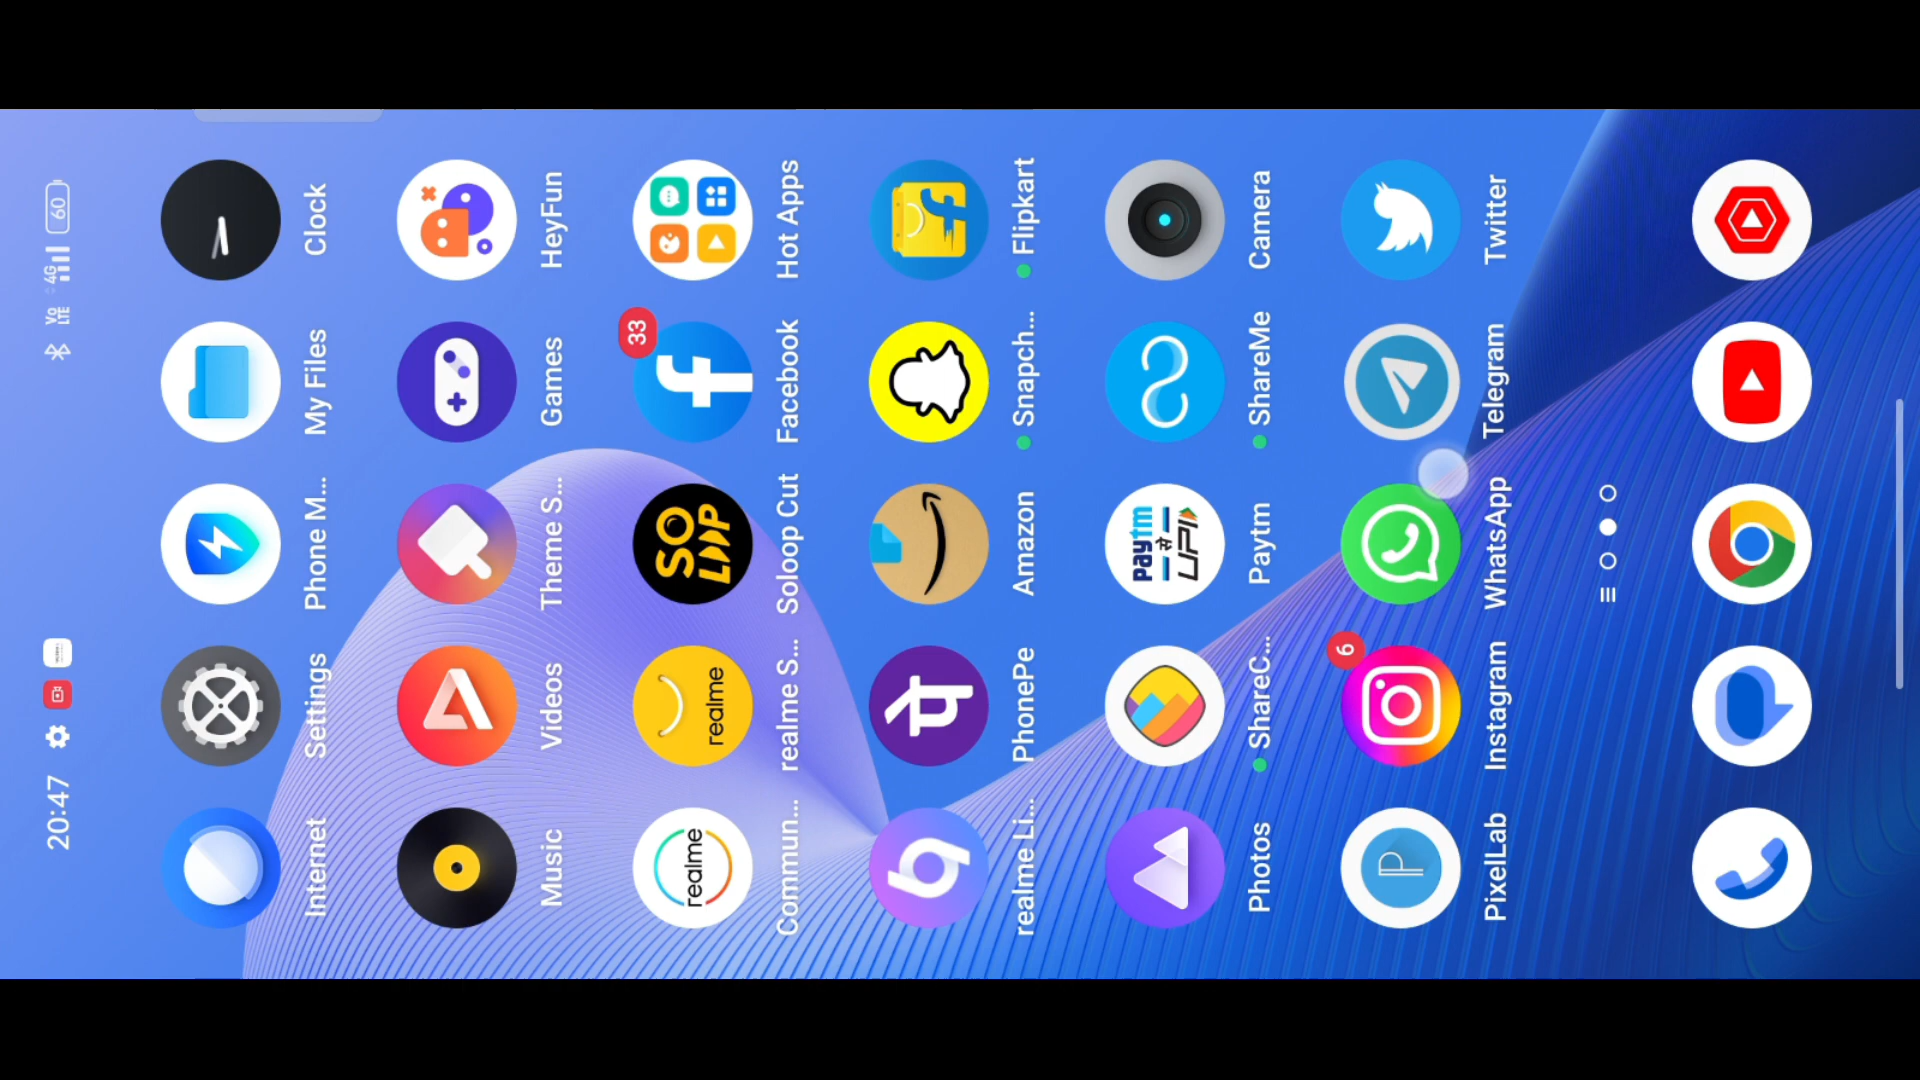 20:47
Vo LTE 4G 60
Internet Settings Phone M... My Files Clock
Music Videos Theme S... Games HeyFun
realme realme SO LOOP 33
Commun... realme S... Soloop Cut Facebook Hot Apps
realme Li... PhonePe Amazon Snapch... Flipkart
Paytm से UPI
Photos ShareC... Paytm ShareMe Camera
P 6
PixelLab Instagram WhatsApp Telegram Twitter